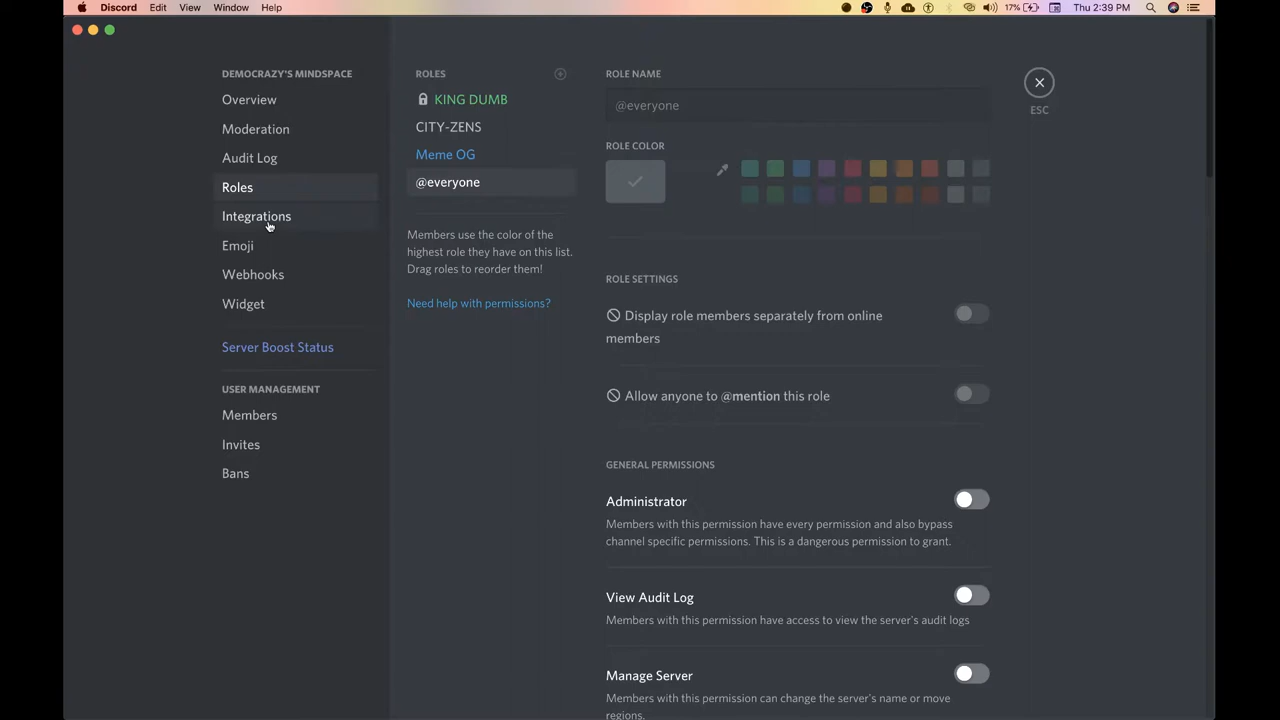 Discord Edit View Window Help
17% Thu 2:39 PM
DEMOCRAZY'S MINDSPACE
Overview
Moderation
Audit Log
Roles
Integrations
Emoji
Webhooks
Widget
Server Boost Status
USER MANAGEMENT
Members
Invites
Bans
ROLES
KING DUMB
CITY-ZENS
Meme OG
@everyone
Members use the color of the
highest role they have on this list.
Drag roles to reorder them!
Need help with permissions?
ROLE NAME
@everyone
ROLE COLOR
ROLE SETTINGS
Display role members separately from online
members
Allow anyone to @mention this role
GENERAL PERMISSIONS
Administrator
Members with this permission have every permission and also bypass
channel specific permissions. This is a dangerous permission to grant.
View Audit Log
Members with this permission have access to view the server's audit logs
Manage Server
Members with this permission can change the server's name or move
regions.
ESC